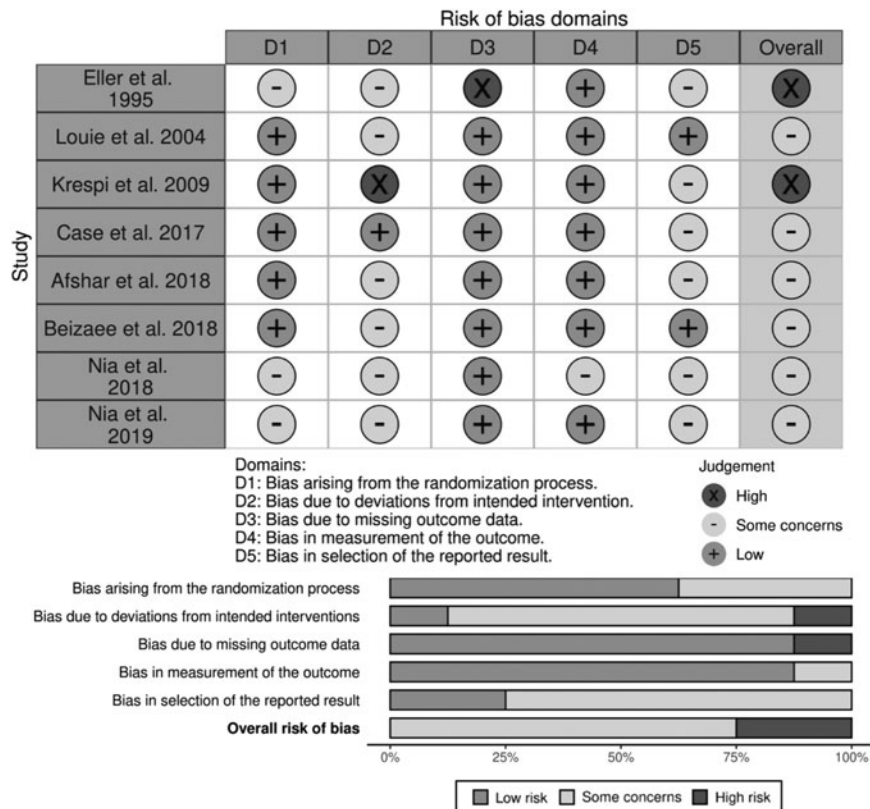 Risk of bias domains
D1 D2 D3 D4 D5 Overall
Study
Eller et al.
1995
- - X + - X
Louie et al. 2004
+ - + + + -
Krespi et al. 2009
+ X + + - X
Case et al. 2017
+ + + + - -
Afshar et al. 2018
+ - + + - -
Beizaee et al. 2018
+ - + + + -
Nia et al.
2018
- - + - - -
Nia et al.
2019
- - + + - -
Domains:
D1: Bias arising from the randomization process.
D2: Bias due to deviations from intended intervention.
D3: Bias due to missing outcome data.
D4: Bias in measurement of the outcome.
D5: Bias in selection of the reported result.
Judgement
X High
- Some concerns
+ Low
Bias arising from the randomization process
Bias due to deviations from intended interventions
Bias due to missing outcome data
Bias in measurement of the outcome
Bias in selection of the reported result
Overall risk of bias
0% 25% 50% 75% 100%
Low risk Some concerns High risk